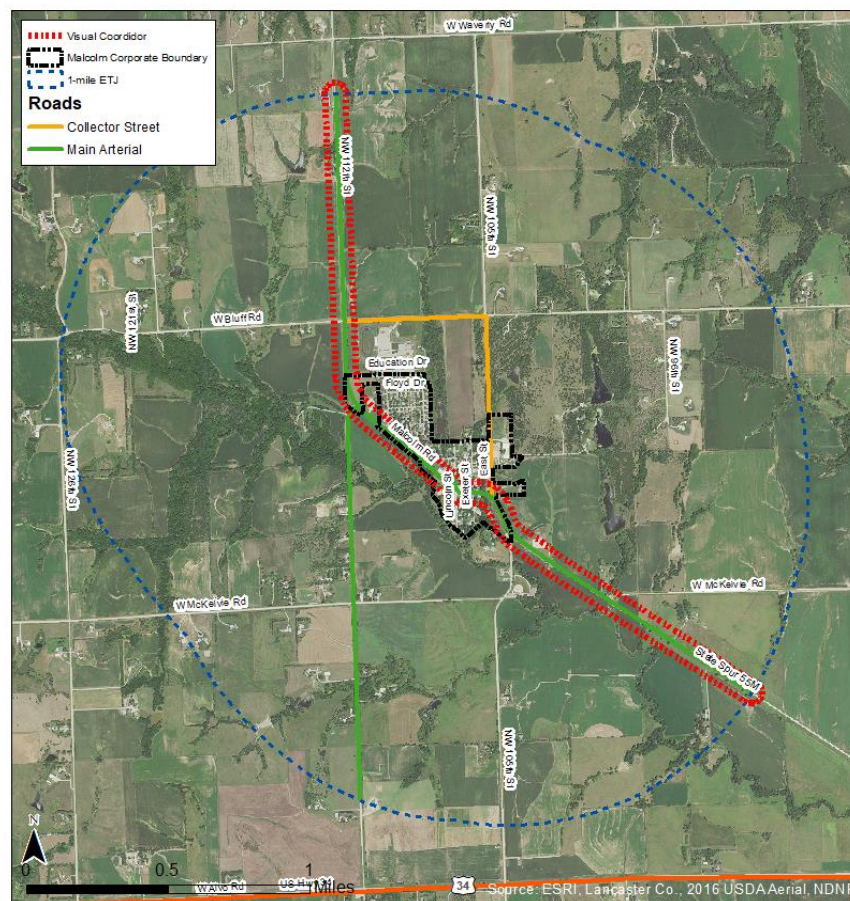 W Waverly Rd
Visual Coordidor
Malcolm Corporate Boundary
1-mile ETJ
Roads
Collector Street
Main Arterial
NW 112th St
NW 105th St
W Bluff Rd
NW 121st St
Education Dr
Floyd Dr
NW 96th St
Malcolm Rd
East St
Exeter St
Lincoln St
NW 126th St
W McKelvie Rd
W McKelvie Rd
State Spur 55M
NW 105th St
N
0 0.5 1
Miles
W Alvo Rd
US Hwy 34
34
Source: ESRI, Lancaster Co., 2016 USDA Aerial, NDNR